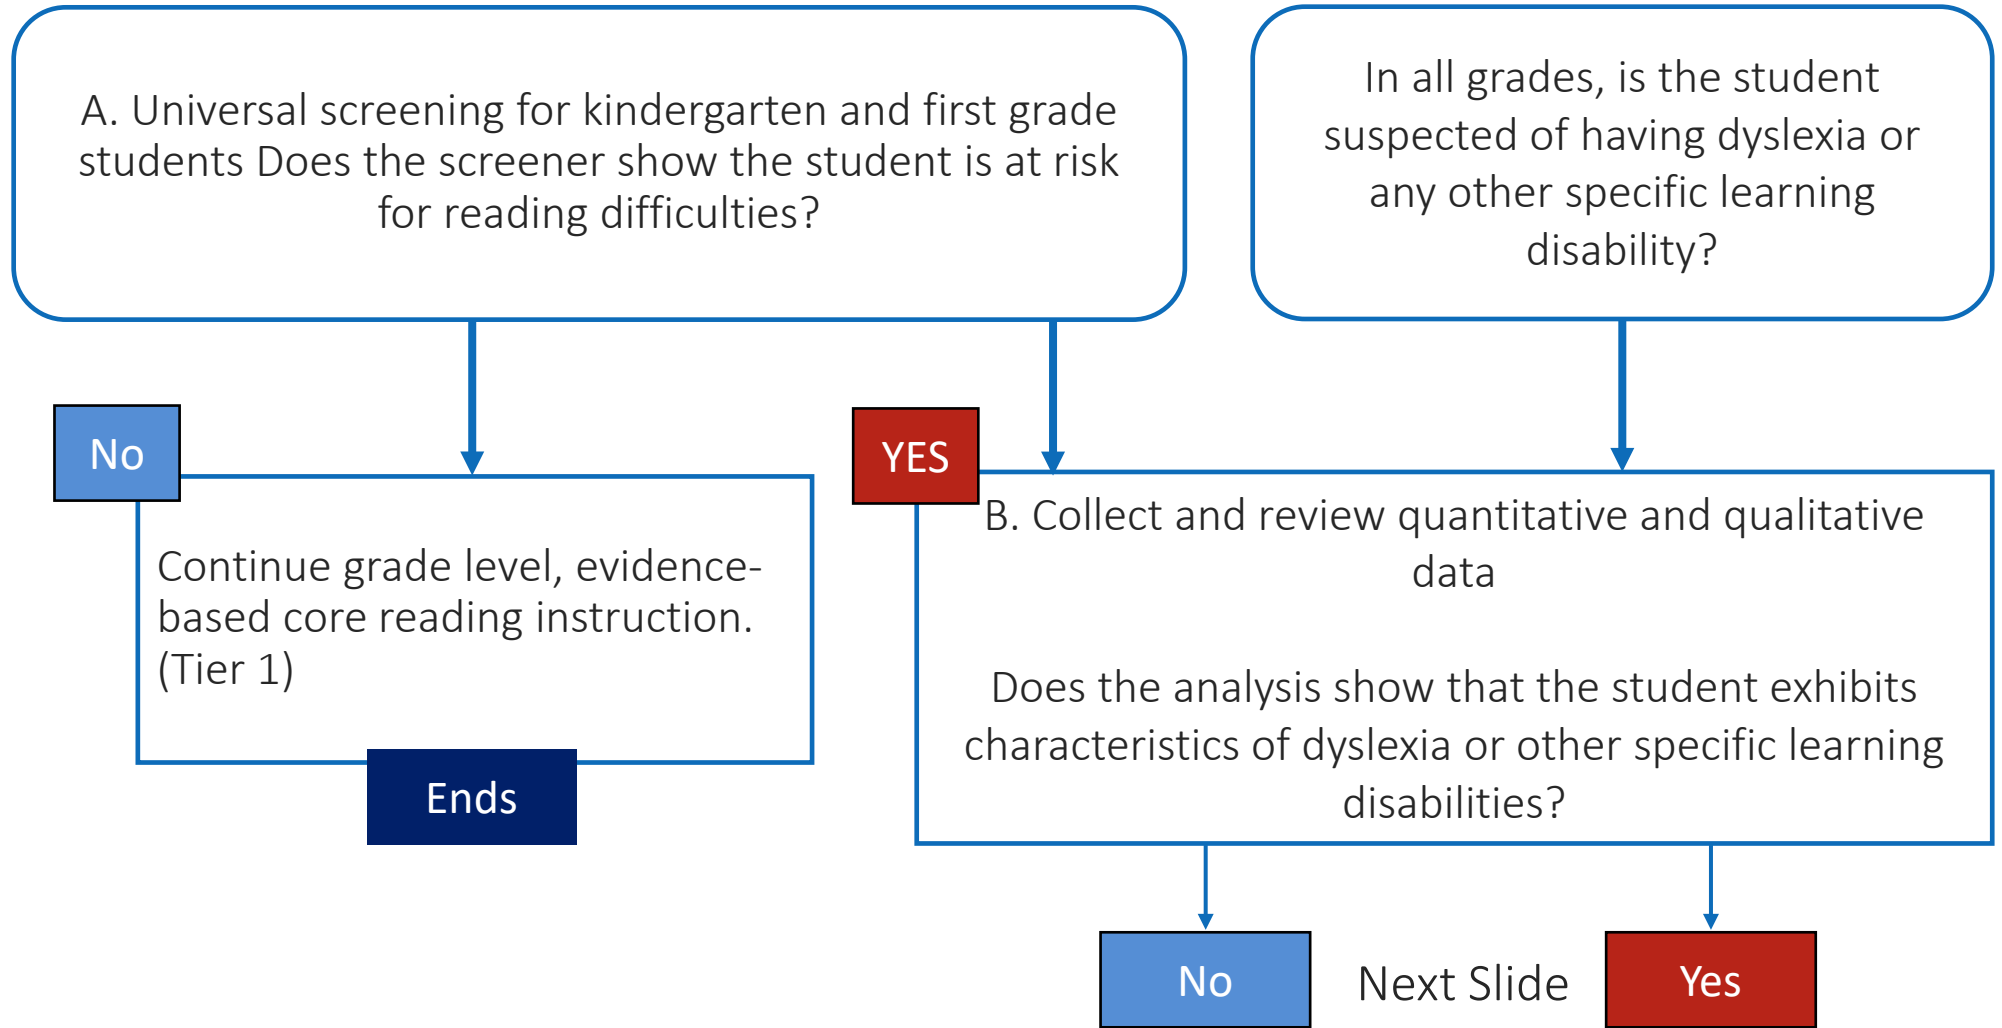 A. Universal screening for kindergarten and first grade
students Does the screener show the student is at risk
for reading difficulties?
In all grades, is the student
suspected of having dyslexia or
any other specific learning
disability?
No
Continue grade level, evidence-
based core reading instruction.
(Tier 1)
Ends
YES
B. Collect and review quantitative and qualitative
data
Does the analysis show that the student exhibits
characteristics of dyslexia or other specific learning
disabilities?
No
Next Slide
Yes